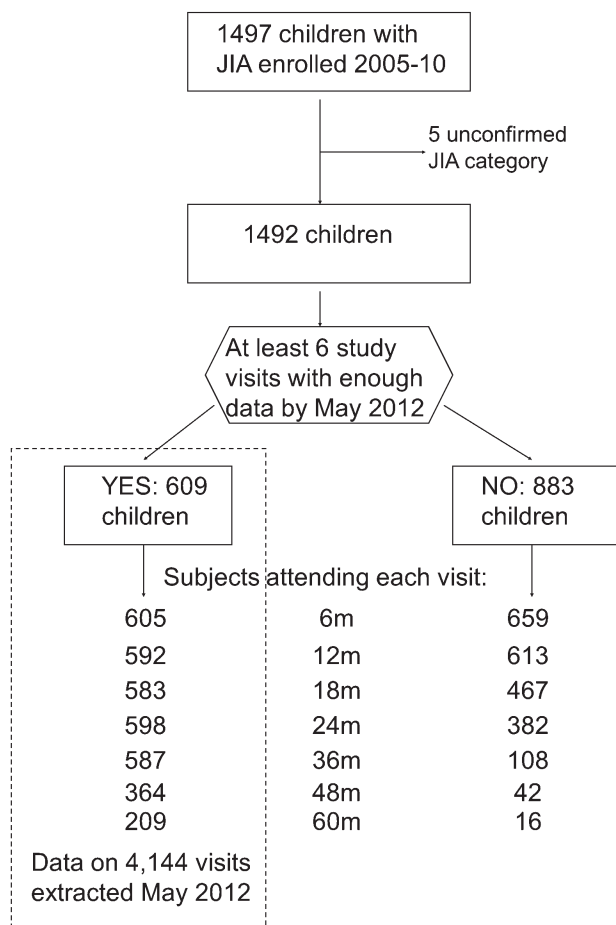 1497 children with
JIA enrolled 2005-10
5 unconfirmed
JIA category
1492 children
At least 6 study
visits with enough
data by May 2012
YES: 609
children
NO: 883
children
Subjects attending each visit:
605 6m 659
592 12m 613
583 18m 467
598 24m 382
587 36m 108
364 48m 42
209 60m 16
Data on 4,144 visits
extracted May 2012